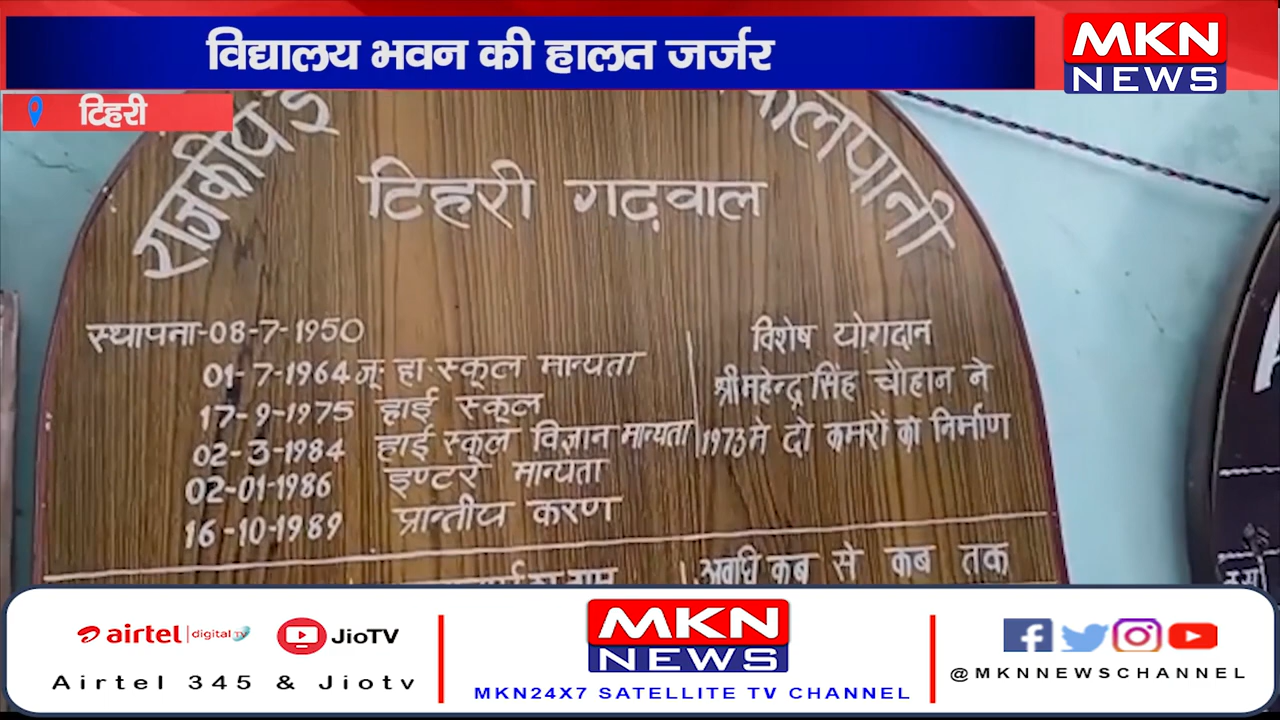 विद्यालय भवन की हालत जर्जर
MKN
NEWS
टिहरी
राजकीय इ
टिहरी गढ़वाल
स्थापना-08-7-1950
01-7-1964 जू. हा. स्कूल मान्यता
17-9-1975 हाई स्कूल
02-3-1984 हाई स्कूल विज्ञान मान्यता
02-01-1986 इण्टर मान्यता
16-10-1989 प्रान्तीय करण
विशेष योगदान
श्री महेन्द्र सिंह चौहान ने
1973 मे दो कमरों का निर्माण
अवधि कब से कब तक
airtel digital TV
JioTV
Airtel 345 & Jiotv
MKN
NEWS
MKN24X7 SATELLITE TV CHANNEL
@MKNNEWSCHANNEL